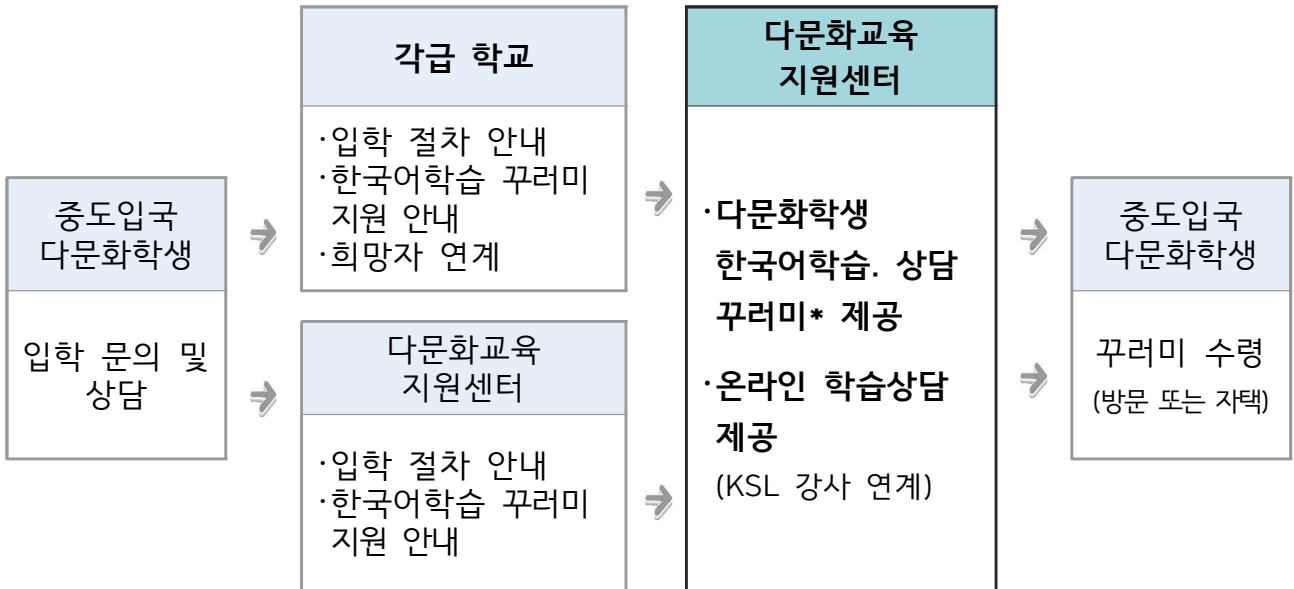 중도입국
다문화학생
입학 문의 및
상담
각급 학교
·입학 절차 안내
·한국어학습 꾸러미
지원 안내
·희망자 연계
다문화교육
지원센터
·입학 절차 안내
·한국어학습 꾸러미
지원 안내
다문화교육
지원센터
·다문화학생
한국어학습. 상담
꾸러미* 제공
·온라인 학습상담
제공
(KSL 강사 연계)
중도입국
다문화학생
꾸러미 수령
(방문 또는 자택)